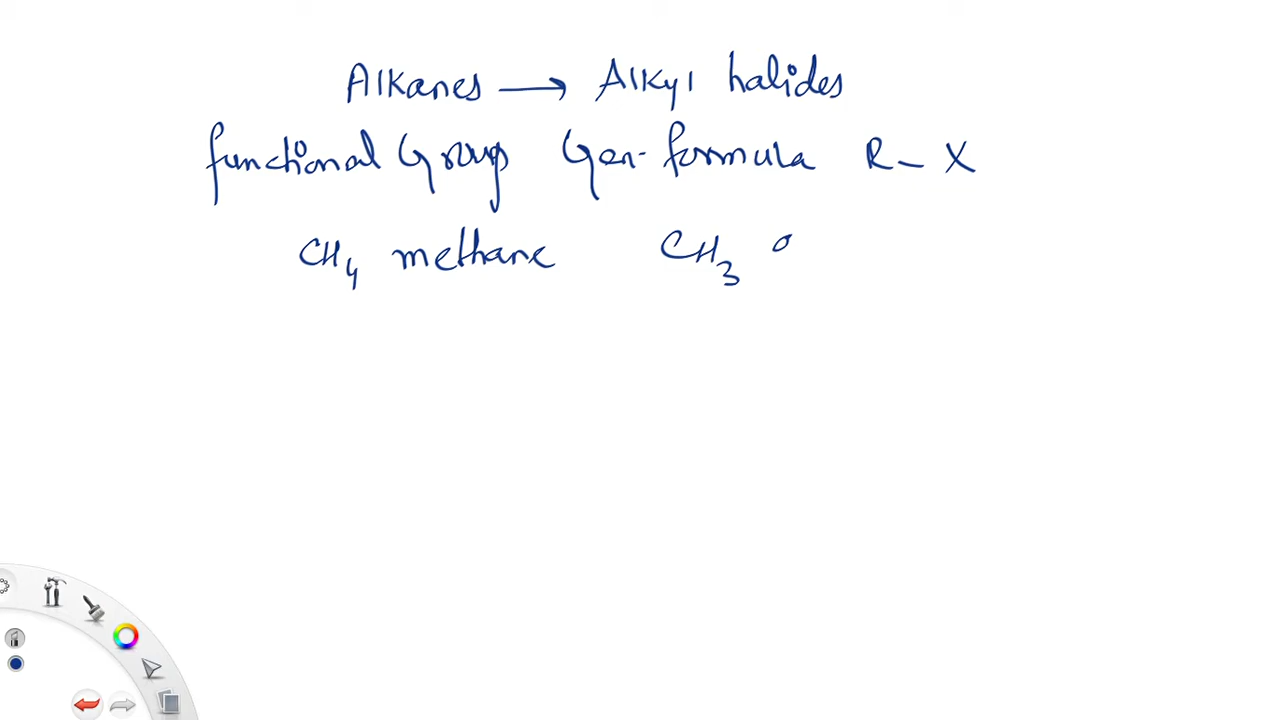 Alkanes → Alkyl halides
functional Group Gen. formula R – X
CH₄ methane CH₃